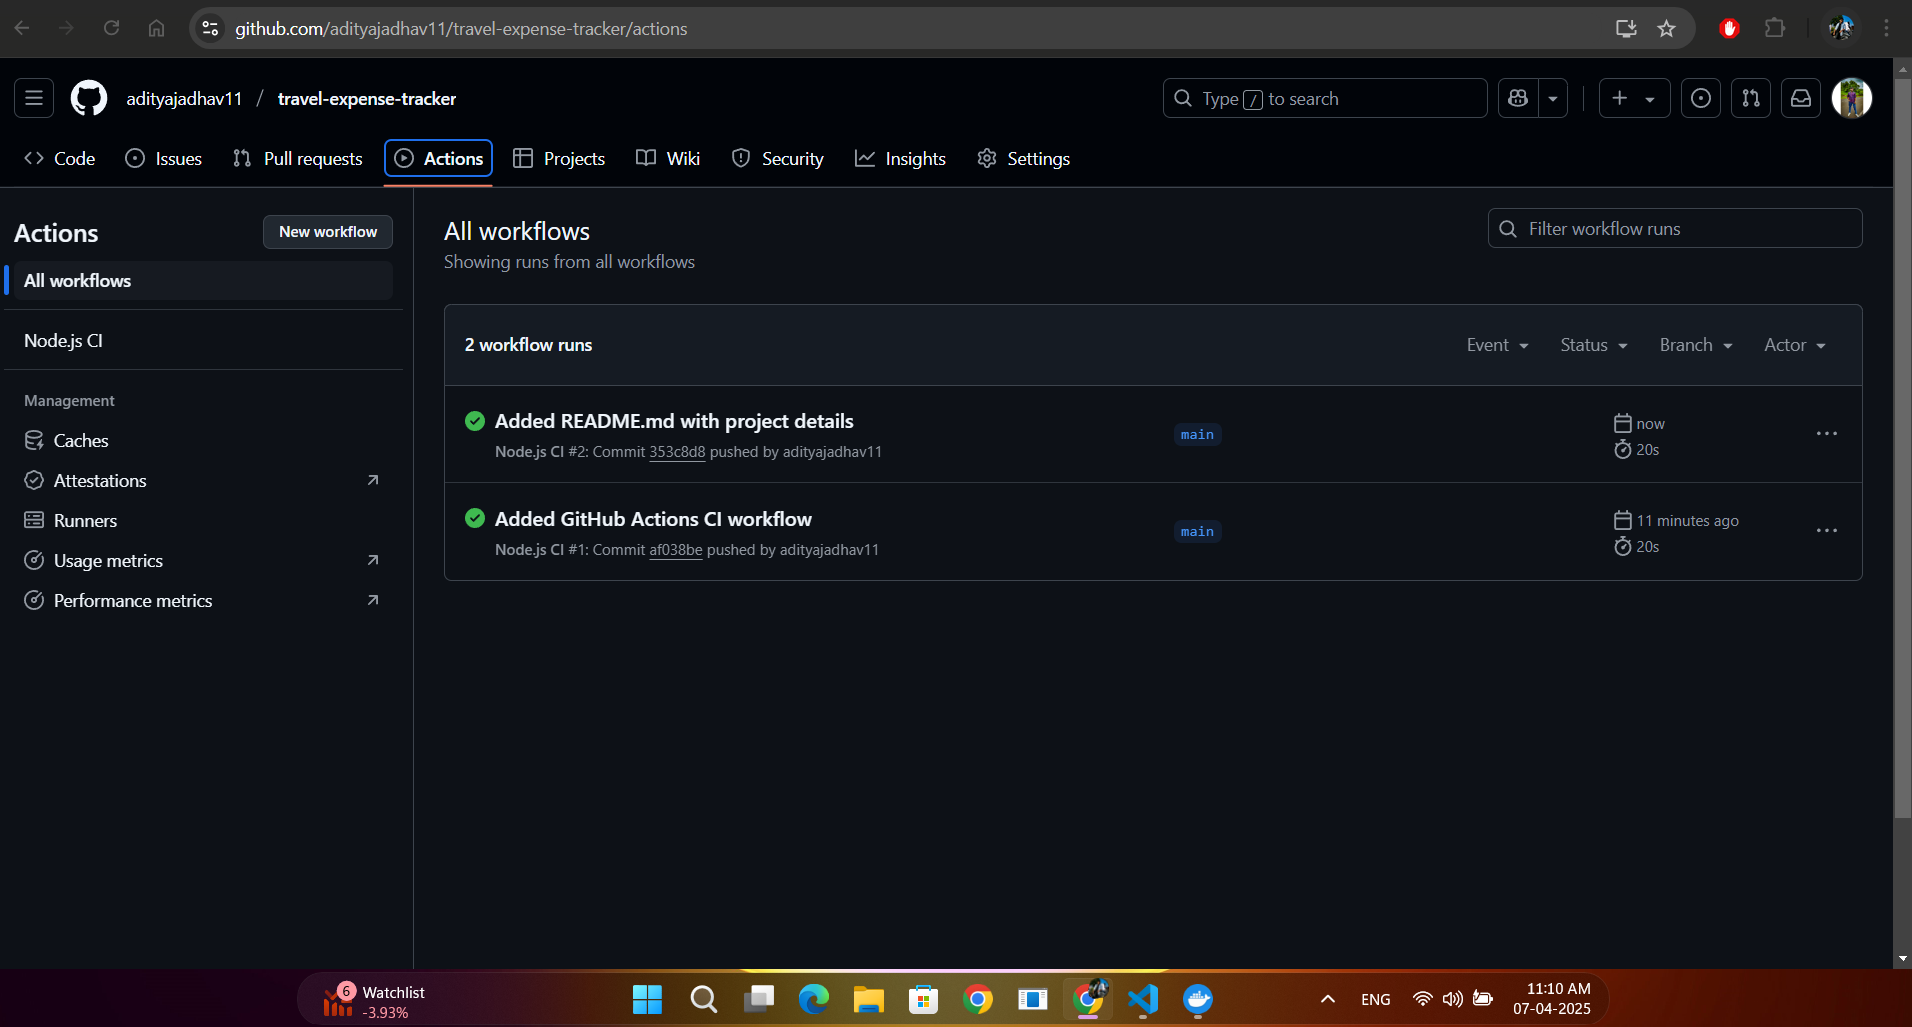 github.com/adityajadhav11/travel-expense-tracker/actions
adityajadhav11 / travel-expense-tracker
Type / to search
Code
Issues
Pull requests
Actions
Projects
Wiki
Security
Insights
Settings
Actions
New workflow
All workflows
Node.js CI
Management
Caches
Attestations
Runners
Usage metrics
Performance metrics
All workflows
Showing runs from all workflows
Filter workflow runs
2 workflow runs
Event
Status
Branch
Actor
Added README.md with project details
Node.js CI #2: Commit 353c8d8 pushed by adityajadhav11
main
now
20s
Added GitHub Actions CI workflow
Node.js CI #1: Commit af038be pushed by adityajadhav11
main
11 minutes ago
20s
6
Watchlist
-3.93%
ENG
11:10 AM
07-04-2025